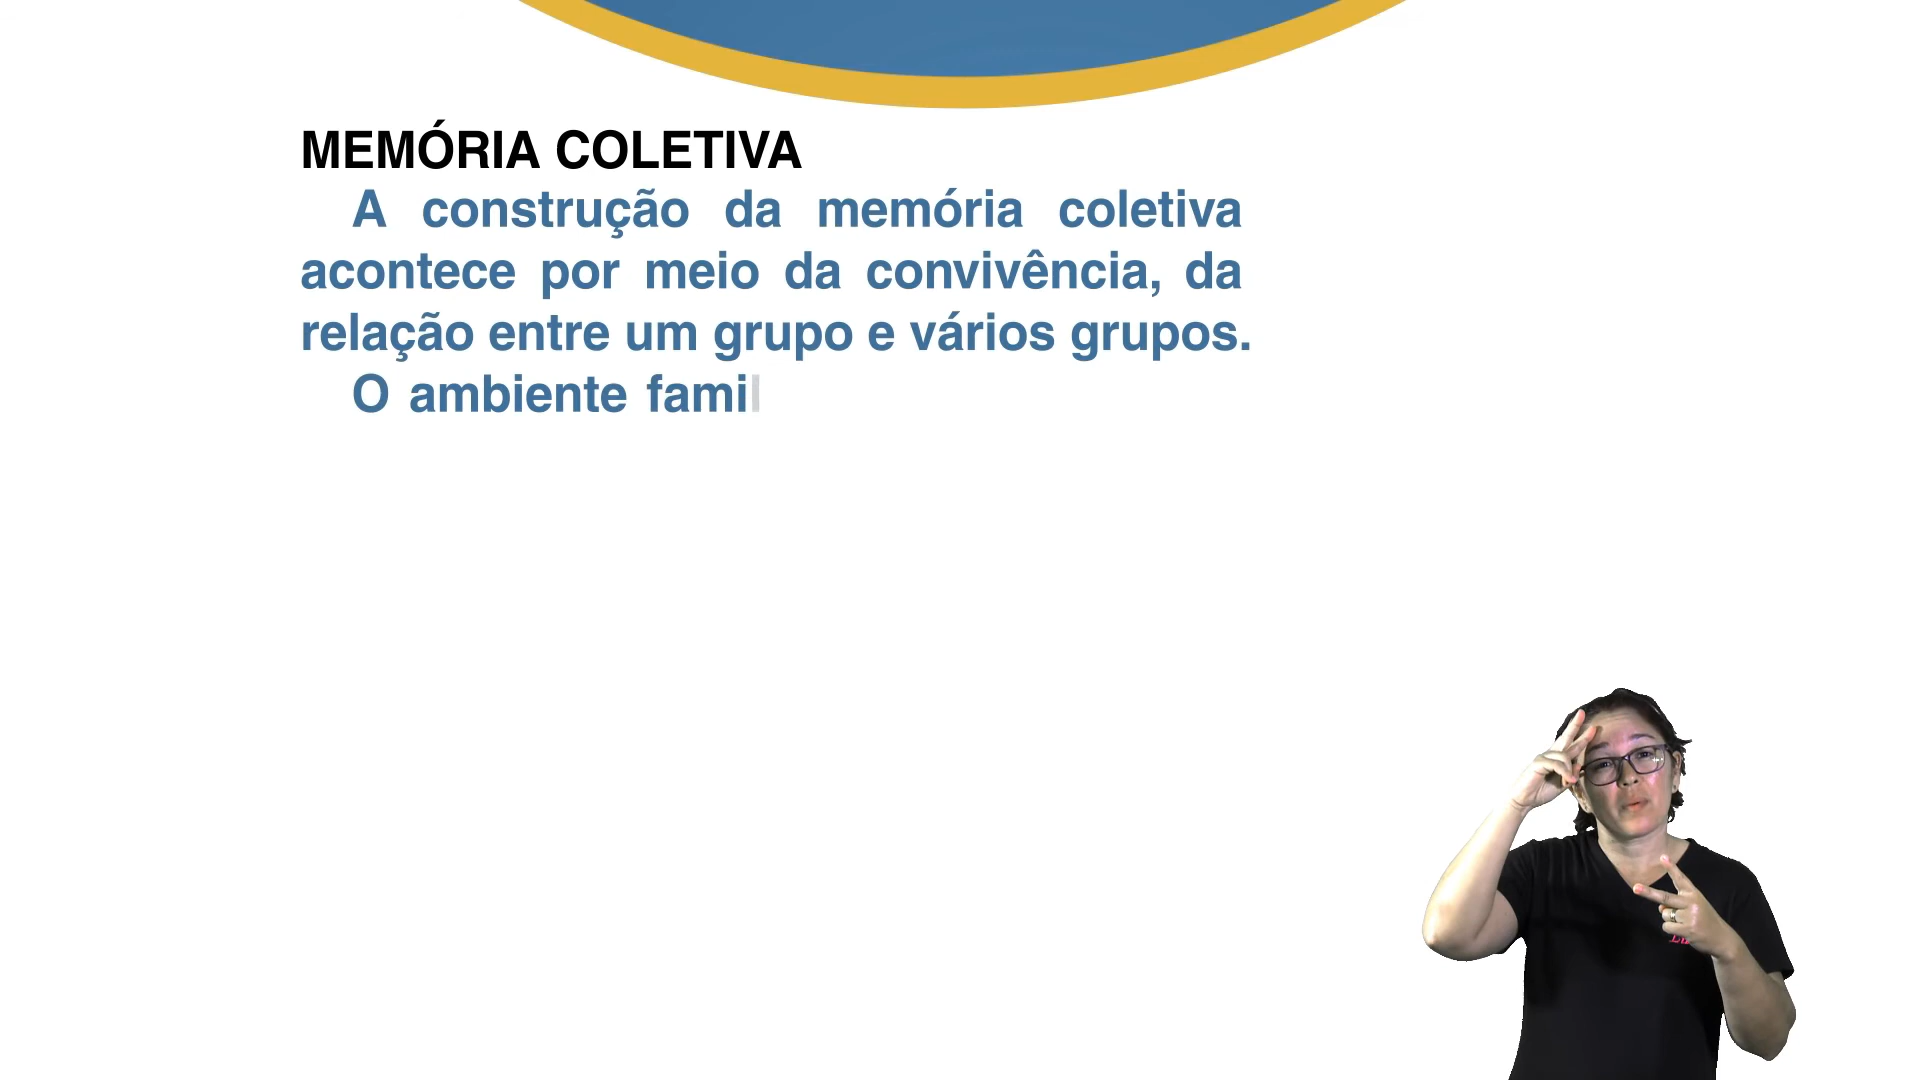 MEMÓRIA COLETIVA
A construção da memória coletiva
acontece por meio da convivência, da
relação entre um grupo e vários grupos.
O ambiente famil